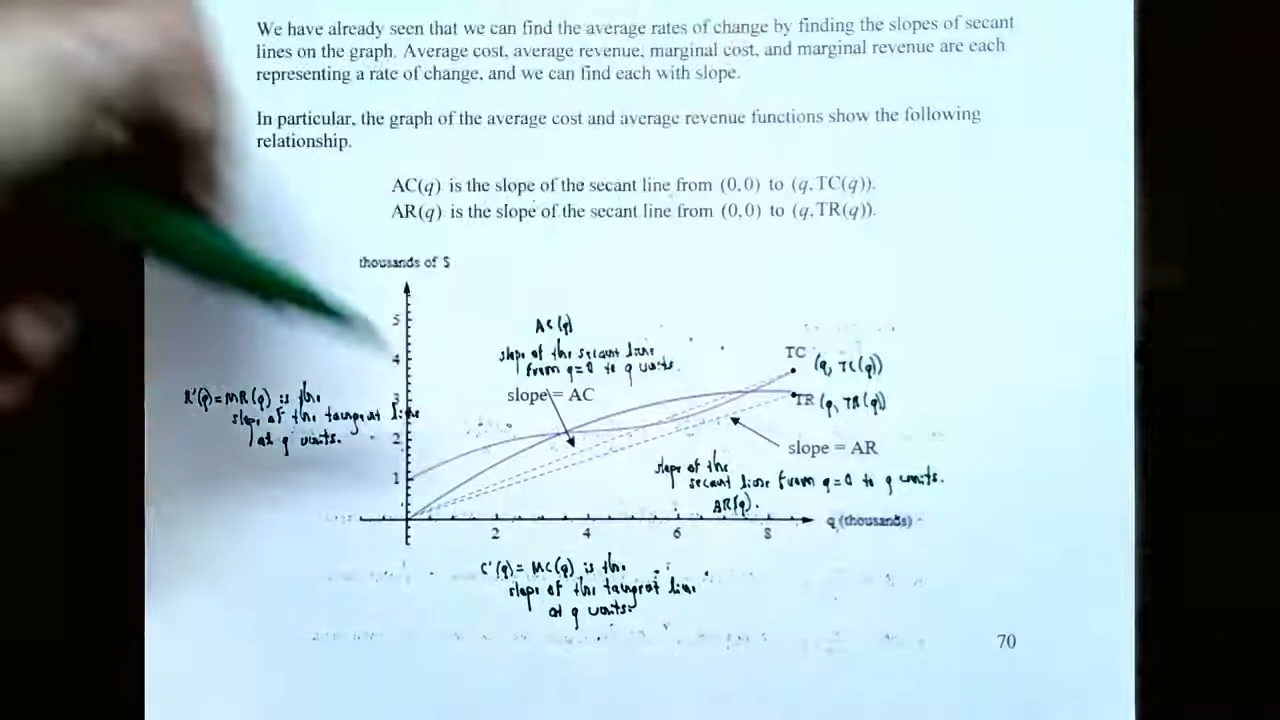 We have already seen that we can find the average rates of change by finding the slopes of secant
lines on the graph. Average cost, average revenue, marginal cost, and marginal revenue are each
representing a rate of change, and we can find each with slope.
In particular, the graph of the average cost and average revenue functions show the following
relationship.
AC(q) is the slope of the secant line from (0,0) to (q,TC(q)).
AR(q) is the slope of the secant line from (0,0) to (q,TR(q)).
thousands of $
5
4
3
2
1
AC(q)
slope of the secant line
from q=0 to q units.
slope = AC
TC (q, TC(q))
TR (q, TR(q))
slope = AR
R'(q)=MR(q) is the
slope of the tangent line
at q units.
slope of the
secant line from q=0 to q units.
AR(q).
2 4 6 8
q (thousands)
C'(q)= MC(q) is the
slope of the tangent line
at q units.
70